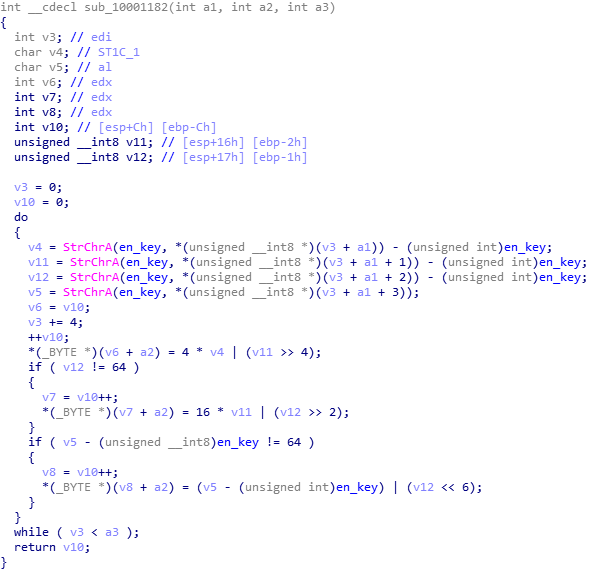 int __cdecl sub_10001182(int a1, int a2, int a3)
{
  int v3; // edi
  char v4; // ST1C_1
  char v5; // al
  int v6; // edx
  int v7; // edx
  int v8; // edx
  int v10; // [esp+Ch] [ebp-Ch]
  unsigned __int8 v11; // [esp+16h] [ebp-2h]
  unsigned __int8 v12; // [esp+17h] [ebp-1h]

  v3 = 0;
  v10 = 0;
  do
  {
    v4 = StrChrA(en_key, *(unsigned __int8 *)(v3 + a1)) - (unsigned int)en_key;
    v11 = StrChrA(en_key, *(unsigned __int8 *)(v3 + a1 + 1)) - (unsigned int)en_key;
    v12 = StrChrA(en_key, *(unsigned __int8 *)(v3 + a1 + 2)) - (unsigned int)en_key;
    v5 = StrChrA(en_key, *(unsigned __int8 *)(v3 + a1 + 3));
    v6 = v10;
    v3 += 4;
    ++v10;
    *(_BYTE *)(v6 + a2) = 4 * v4 | (v11 >> 4);
    if ( v12 != 64 )
    {
      v7 = v10++;
      *(_BYTE *)(v7 + a2) = 16 * v11 | (v12 >> 2);
    }
    if ( v5 - (unsigned __int8)en_key != 64 )
    {
      v8 = v10++;
      *(_BYTE *)(v8 + a2) = (v5 - (unsigned int)en_key) | (v12 << 6);
    }
  }
  while ( v3 < a3 );
  return v10;
}